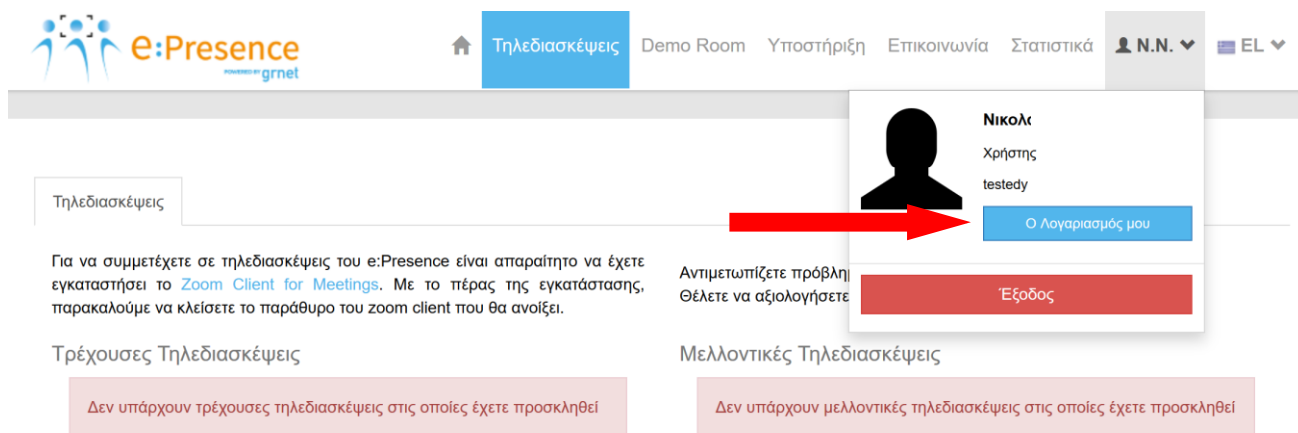 e:Presence
POWERED BY grnet
Τηλεδιασκέψεις Demo Room Υποστήριξη Επικοινωνία Στατιστικά N.N. EL
Νικολ
Χρήστης
testedy
Ο Λογαριασμός μου
Έξοδος
Τηλεδιασκέψεις
Για να συμμετέχετε σε τηλεδιασκέψεις του e:Presence είναι απαραίτητο να έχετε
εγκαταστήσει το Zoom Client for Meetings. Με το πέρας της εγκατάστασης,
παρακαλούμε να κλείσετε το παράθυρο του zoom client που θα ανοίξει.
Αντιμετωπίζετε πρόβλη
Θέλετε να αξιολογήσετε
Τρέχουσες Τηλεδιασκέψεις
Δεν υπάρχουν τρέχουσες τηλεδιασκέψεις στις οποίες έχετε προσκληθεί
Μελλοντικές Τηλεδιασκέψεις
Δεν υπάρχουν μελλοντικές τηλεδιασκέψεις στις οποίες έχετε προσκληθεί